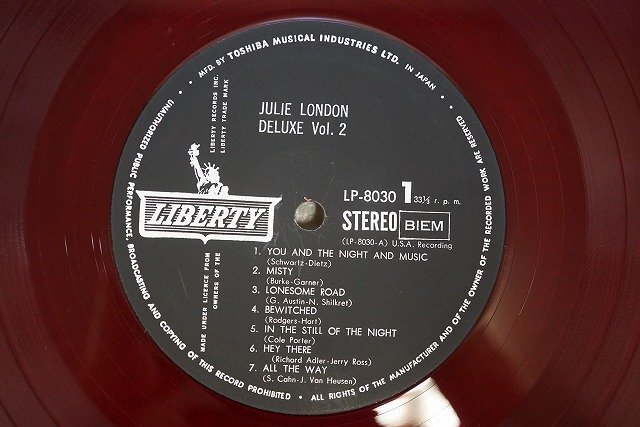 MFD. BY TOSHIBA MUSICAL INDUSTRIES LTD. IN JAPAN
UNAUTHORIZED PUBLIC PERFORMANCE, BROADCASTING AND COPYING OF THIS RECORD PROHIBITED • ALL RIGHTS OF THE MANUFACTURER AND OF THE OWNER OF THE RECORDED WORK ARE RESERVED
LIBERTY RECORDS INC.
LIBERTY TRADE MARK
JULIE LONDON
DELUXE Vol. 2
LIBERTY
MADE UNDER LICENCE FROM
OWNERS OF THE
LP-8030 1 33⅓ r. p. m.
STEREO BIEM
(LP-8030-A) U.S.A. Recording
1. YOU AND THE NIGHT AND MUSIC
(Schwartz-Dietz)
2. MISTY
(Burke-Garner)
3. LONESOME ROAD
(G. Austin-N. Shilkret)
4. BEWITCHED
(Rodgers-Hart)
5. IN THE STILL OF THE NIGHT
(Cole Porter)
6. HEY THERE
(Richard Adler-Jerry Ross)
7. ALL THE WAY
(S. Cahn-J. Van Heusen)